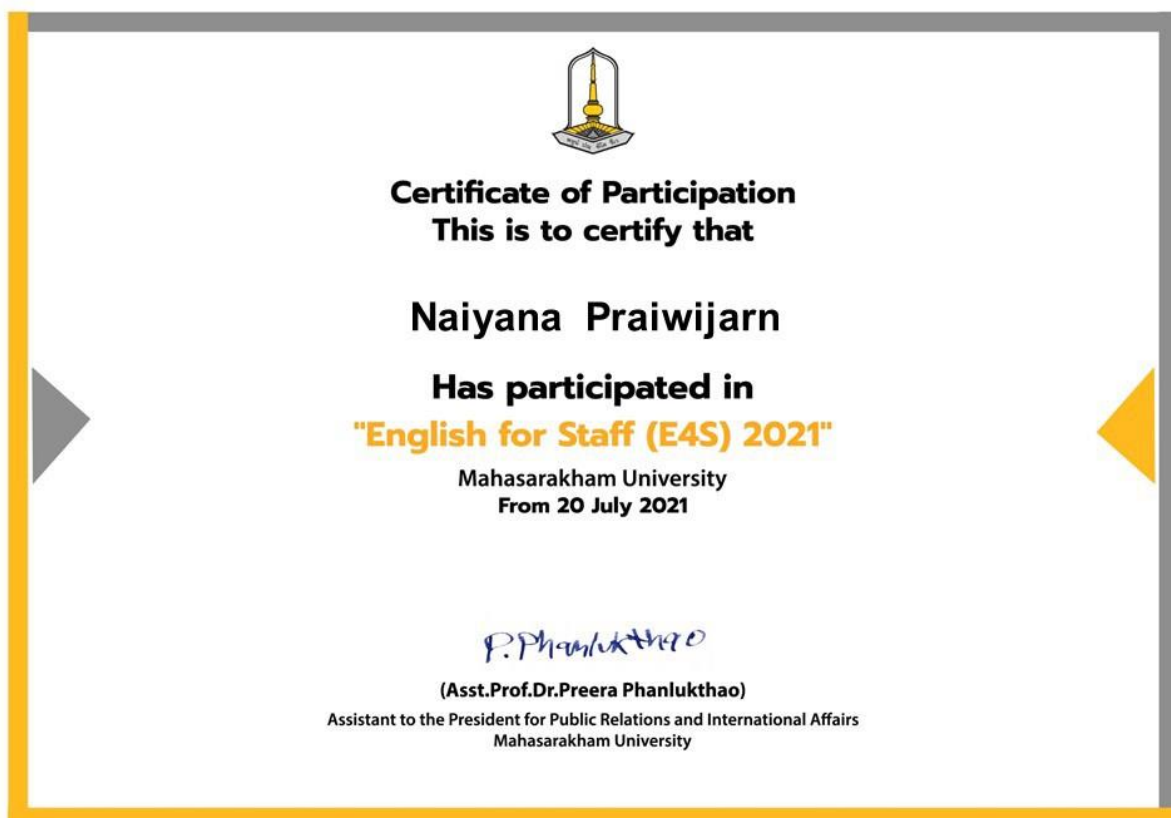 Certificate of Participation
This is to certify that
Naiyana Praiwijarn
Has participated in
"English for Staff (E4S) 2021"
Mahasarakham University
From 20 July 2021
P.Phanlukthao
(Asst.Prof.Dr.Preera Phanlukthao)
Assistant to the President for Public Relations and International Affairs
Mahasarakham University